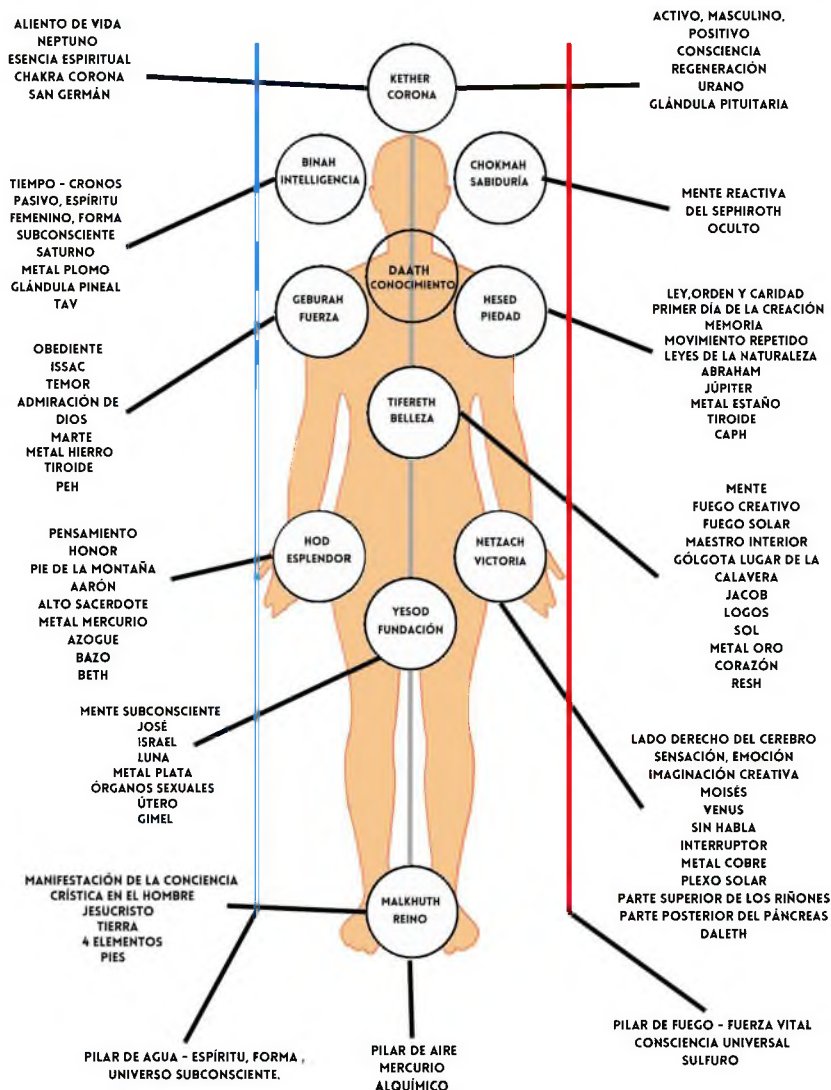 ALIENTO DE VIDA
NEPTUNO
ESENCIA ESPIRITUAL
CHAKRA CORONA
SAN GERMÁN
KETHER
CORONA
ACTIVO, MASCULINO,
POSITIVO
CONSCIENCIA
REGENERACIÓN
URANO
GLÁNDULA PITUITARIA
BINAH
INTELLIGENCIA
CHOKMAH
SABIDURÍA
TIEMPO - CRONOS
PASIVO, ESPÍRITU
FEMENINO, FORMA
SUBCONSCIENTE
SATURNO
METAL PLOMO
GLÁNDULA PINEAL
TAV
MENTE REACTIVA
DEL SEPHIROTH
OCULTO
DAATH
CONOCIMIENTO
GEBURAH
FUERZA
HESED
PIEDAD
LEY,ORDEN Y CARIDAD
PRIMER DÍA DE LA CREACIÓN
MEMORIA
MOVIMIENTO REPETIDO
LEYES DE LA NATURALEZA
ABRAHAM
JÚPITER
METAL ESTAÑO
TIROIDE
CAPH
OBEDIENTE
ISSAC
TEMOR
ADMIRACIÓN DE
DIOS
MARTE
METAL HIERRO
TIROIDE
PEH
TIFERETH
BELLEZA
MENTE
FUEGO CREATIVO
FUEGO SOLAR
MAESTRO INTERIOR
GÓLGOTA LUGAR DE LA
CALAVERA
JACOB
LOGOS
SOL
METAL ORO
CORAZÓN
RESH
PENSAMIENTO
HONOR
PIE DE LA MONTAÑA
AARÓN
ALTO SACERDOTE
METAL MERCURIO
AZOGUE
BAZO
BETH
HOD
ESPLENDOR
NETZACH
VICTORIA
YESOD
FUNDACIÓN
MENTE SUBCONSCIENTE
JOSÉ
ISRAEL
LUNA
METAL PLATA
ÓRGANOS SEXUALES
ÚTERO
GIMEL
LADO DERECHO DEL CEREBRO
SENSACIÓN, EMOCIÓN
IMAGINACIÓN CREATIVA
MOISÉS
VENUS
SIN HABLA
INTERRUPTOR
METAL COBRE
PLEXO SOLAR
PARTE SUPERIOR DE LOS RIÑONES
PARTE POSTERIOR DEL PÁNCREAS
DALETH
MANIFESTACIÓN DE LA CONCIENCIA
CRÍSTICA EN EL HOMBRE
JESUCRISTO
TIERRA
4 ELEMENTOS
PIES
MALKHUTH
REINO
PILAR DE AGUA - ESPÍRITU, FORMA ,
UNIVERSO SUBCONSCIENTE.
PILAR DE AIRE
MERCURIO
ALQUÍMICO
PILAR DE FUEGO - FUERZA VITAL
CONSCIENCIA UNIVERSAL
SULFURO